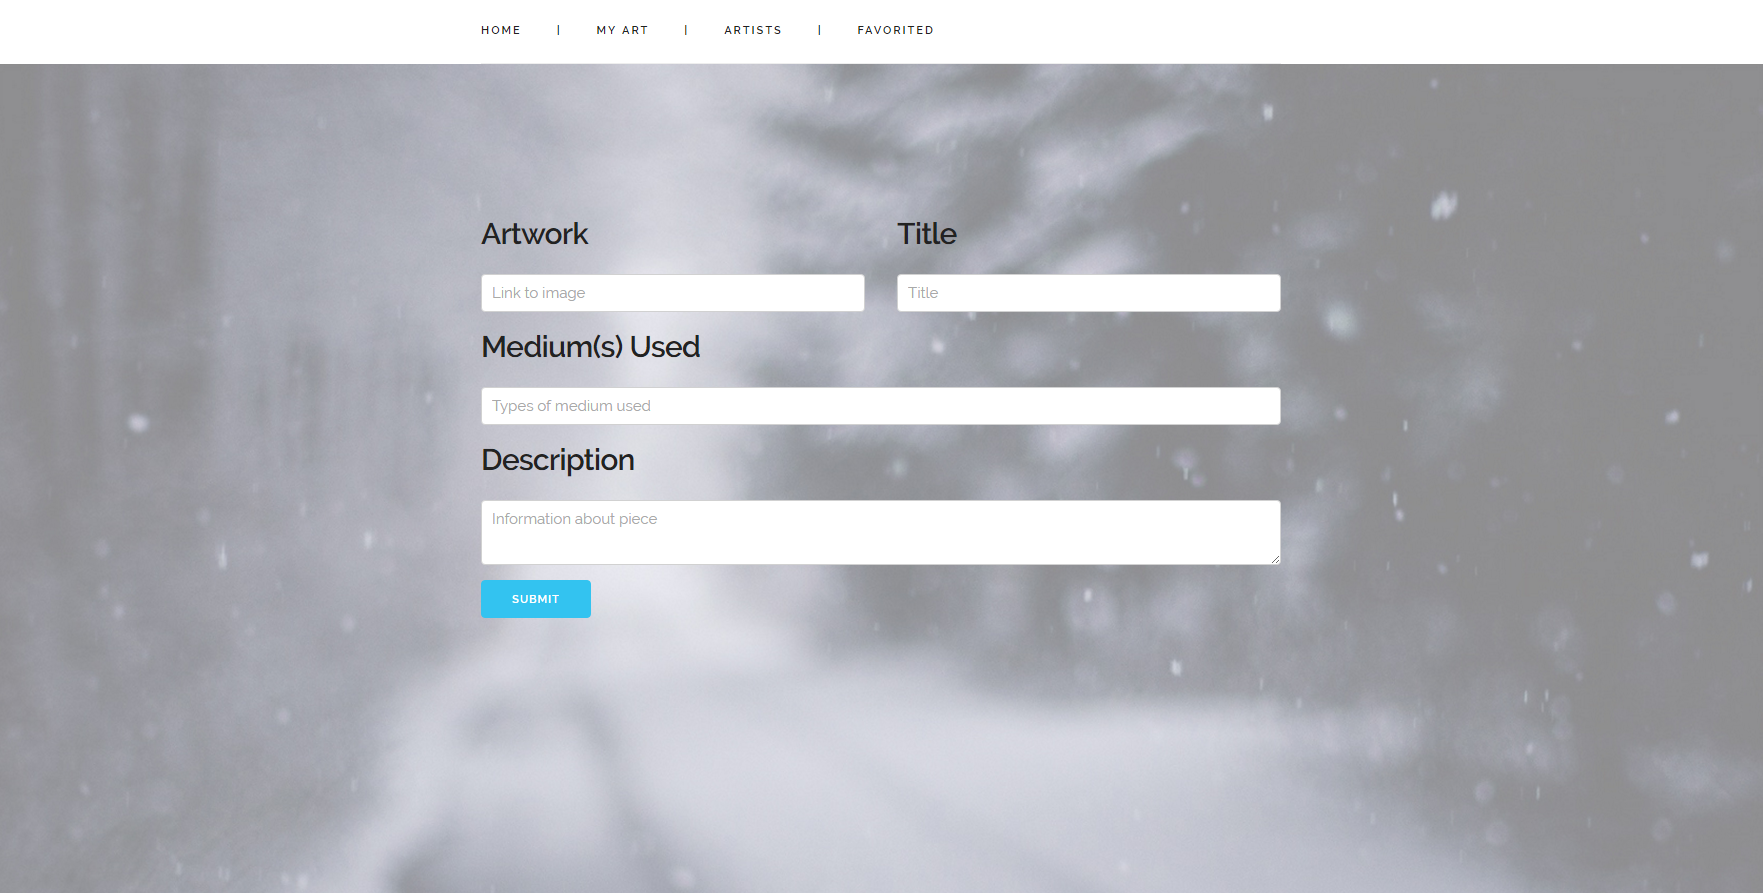 HOME | MY ART | ARTISTS | FAVORITED
Artwork Title
Link to image Title
Medium(s) Used
Types of medium used
Description
Information about piece
SUBMIT